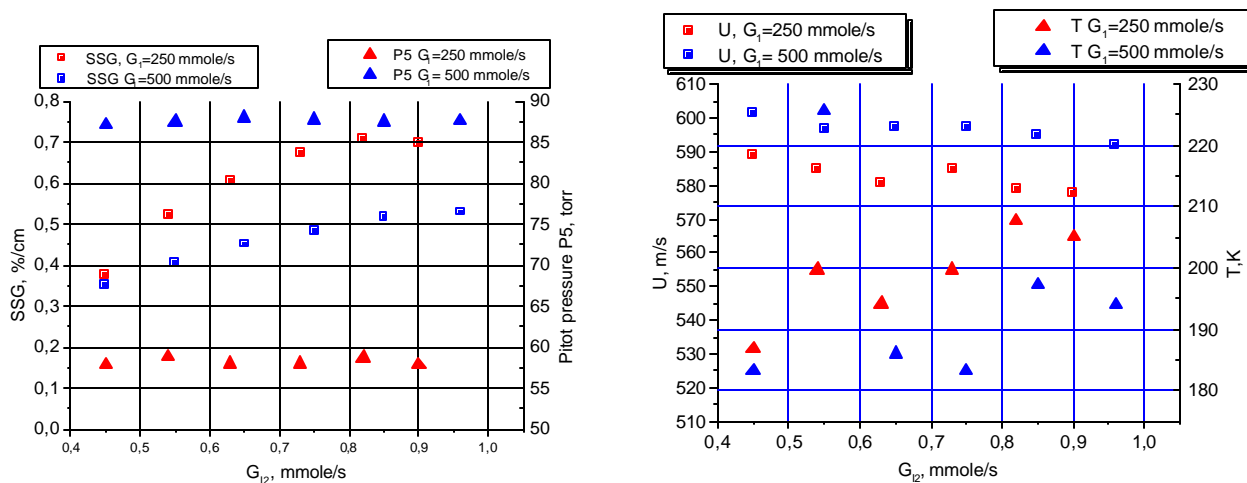 SSG, G₁=250 mmole/s
SSG G₁=500 mmole/s
P5 G₁=250 mmole/s
P5 G₁= 500 mmole/s
0,8
0,7
0,6
0,5
0,4
0,3
0,2
0,1
0,0
SSG, %/cm
90
85
80
75
70
65
60
55
50
Pitot pressure P5, torr
0,4 0,5 0,6 0,7 0,8 0,9 1,0
G_I2, mmole/s
U, G₁=250 mmole/s
U, G₁= 500 mmole/s
T G₁=250 mmole/s
T G₁=500 mmole/s
610
600
590
580
570
560
550
540
530
520
510
U, m/s
230
220
210
200
190
180
T,K
0,4 0,5 0,6 0,7 0,8 0,9 1,0
G_I2, mmole/s